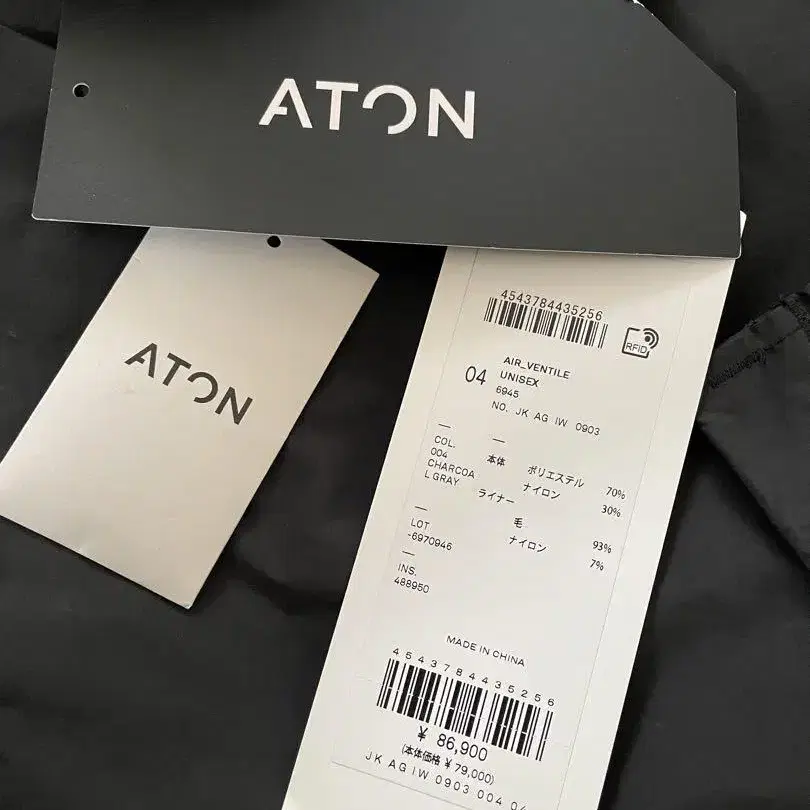 ATON
ATON
4543784435256
RFID
04
AIR_VENTILE
UNISEX
6945
NO. JK AG IW 0903
COL.
004
CHARCOA
L GRAY
本体 ポリエステル 70%
ナイロン 30%
ライナー 毛 93%
ナイロン 7%
LOT
-6970946
INS.
488950
MADE IN CHINA
4543784435256
¥ 86,900
(本体価格 ¥ 79,000)
JK AG IW 0903 004 04